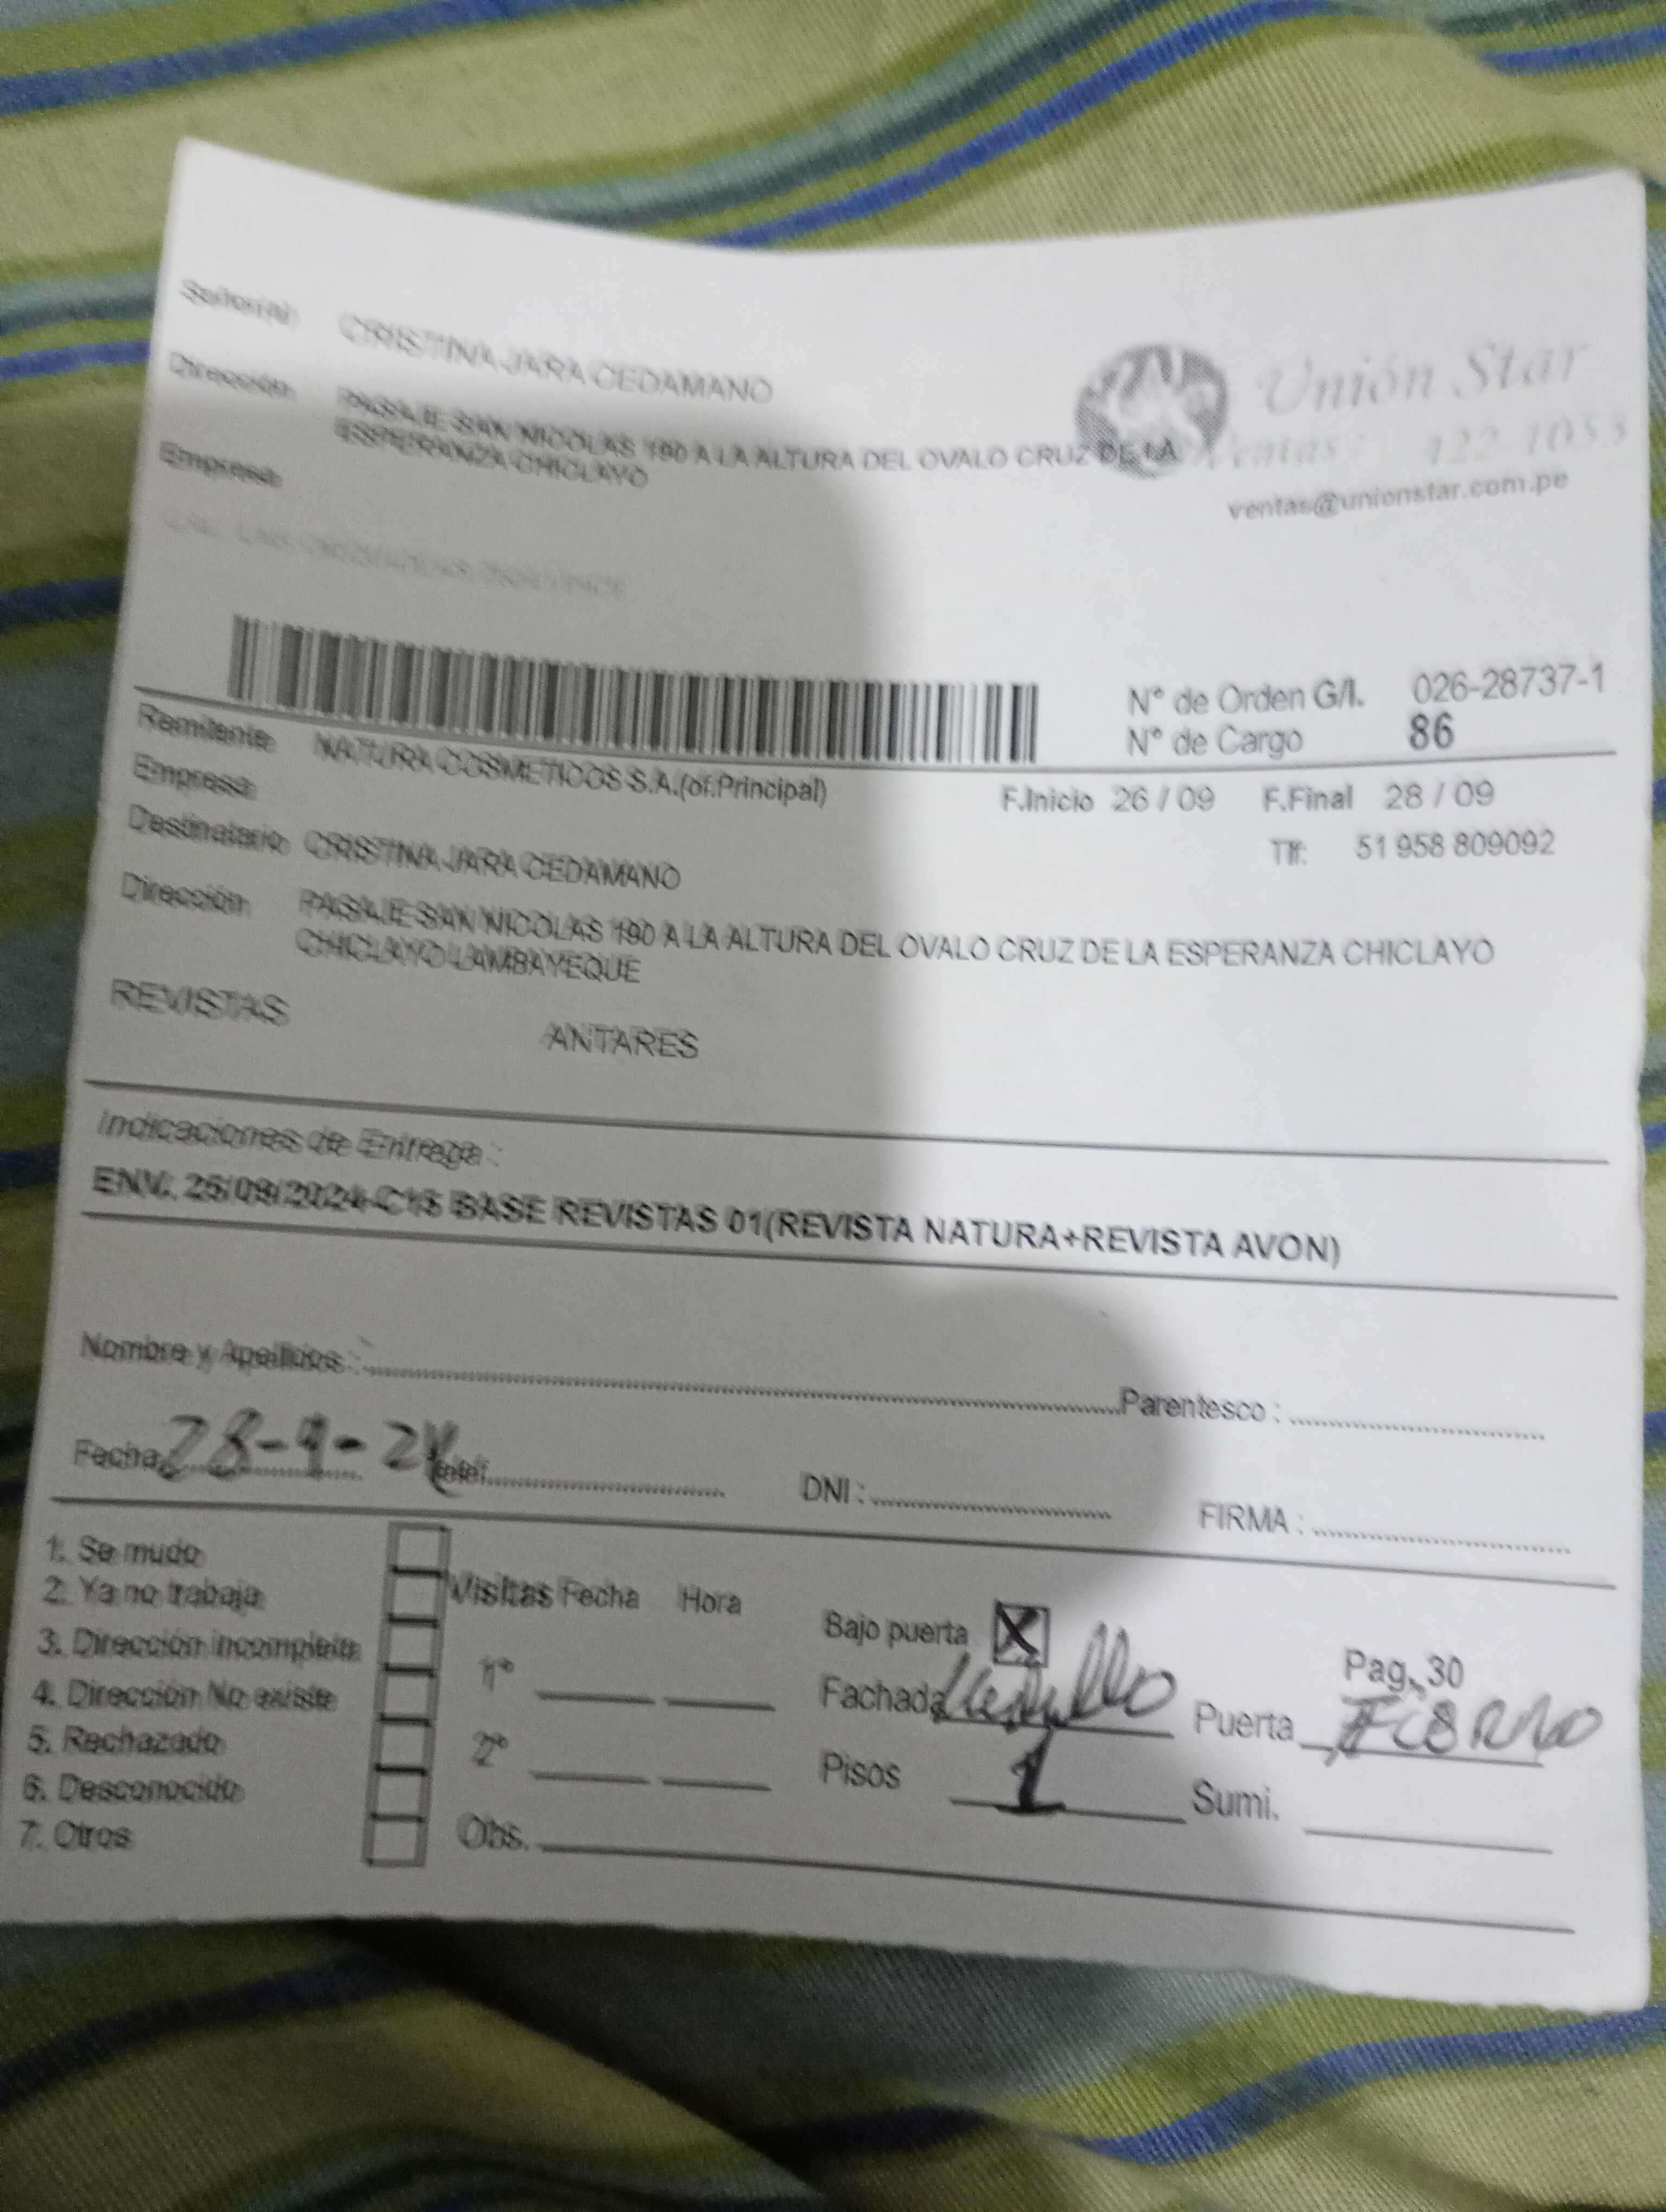 Señor(a): CRISTINA JARA CEDAMANO
Dirección PASAJE SAN NICOLAS 190 A LA ALTURA DEL OVALO CRUZ DE LA
ESPERANZA CHICLAYO
Empresa
Unión Star
Ventas: 422 1053
ventas@unionstar.com.pe
N° de Orden G/I. 026-28737-1
N° de Cargo 86
Remitente NATURA COSMETICOS S.A.(of.Principal)
Empresa F.Inicio 26 / 09 F.Final 28 / 09
Destinatario CRISTINA JARA CEDAMANO Tlf: 51 958 809092
Dirección PASAJE SAN NICOLAS 190 A LA ALTURA DEL OVALO CRUZ DE LA ESPERANZA CHICLAYO
CHICLAYO LAMBAYEQUE
REVISTAS ANTARES
Indicaciones de Entrega :
ENV. 25/09/2024-C15 BASE REVISTAS 01(REVISTA NATURA+REVISTA AVON)
Nombre y Apellidos : Parentesco :
Fecha 28-9-24 Telef. DNI : FIRMA :
1. Se mudo
2. Ya no trabaja Visitas Fecha Hora Bajo puerta X
3. Dirección incompleta 1° Pag. 30
4. Dirección No existe Fachada Puerta FIERRO
5. Rechazado 2° Pisos 1 Sumi.
6. Desconocido
7. Otros Obs.